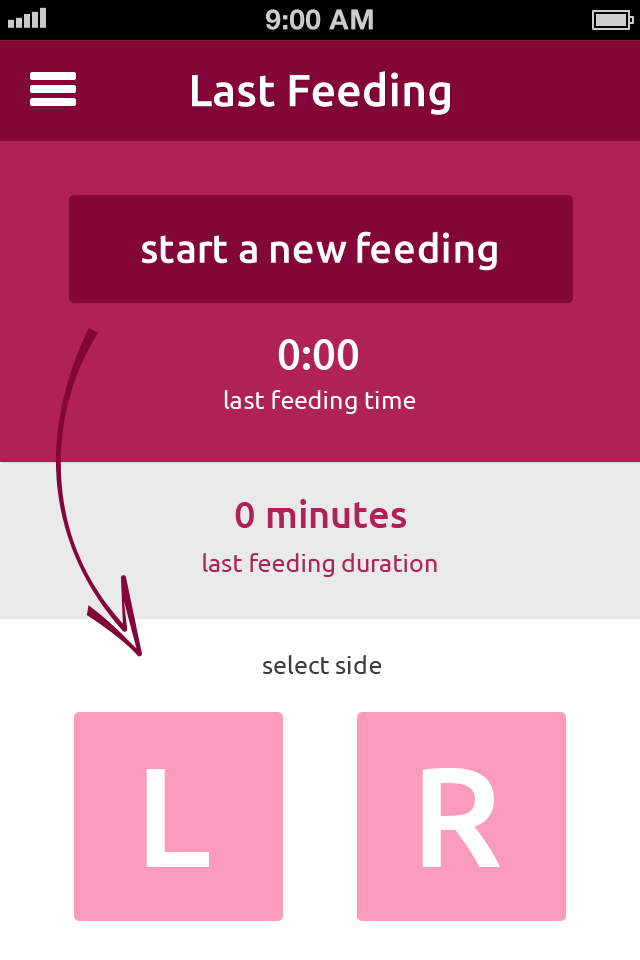 9:00 AM
Last Feeding
start a new feeding
0:00
last feeding time
0 minutes
last feeding duration
select side
L R